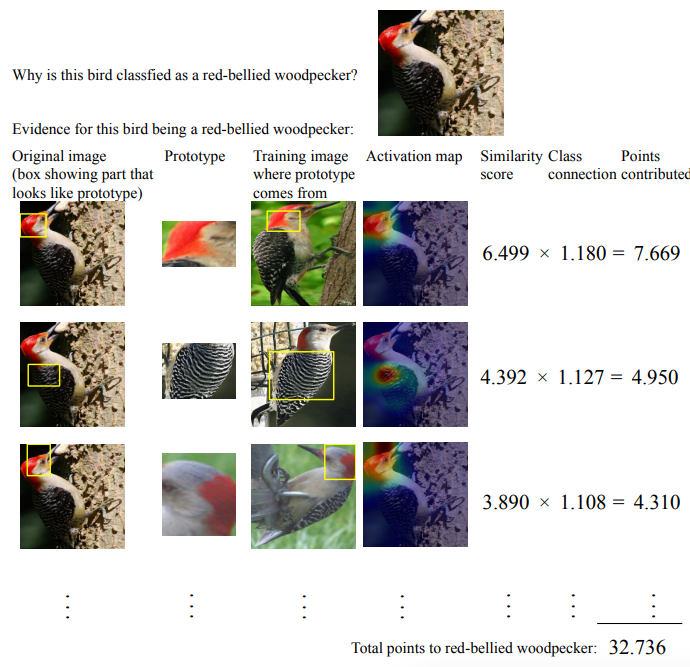 Why is this bird classfied as a red-bellied woodpecker?
Evidence for this bird being a red-bellied woodpecker:
Original image
(box showing part that
looks like prototype)
Prototype
Training image
where prototype
comes from
Activation map
Similarity
score
Class
connection
Points
contributed
6.499 × 1.180 = 7.669
4.392 × 1.127 = 4.950
3.890 × 1.108 = 4.310
Total points to red-bellied woodpecker: 32.736